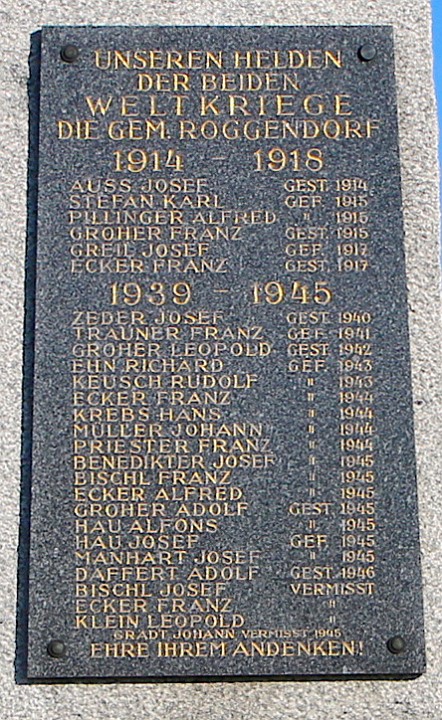 UNSEREN HELDEN
DER BEIDEN
WELTKRIEGE
DIE GEM. ROGGENDORF
1914 - 1918
AUSS JOSEF GEST. 1914
STEFAN KARL GEF. 1915
PILLINGER ALFRED " 1915
GROHER FRANZ GEST. 1915
GREIL JOSEF GEF. 1917
ECKER FRANZ GEST. 1917
1939 - 1945
ZEDER JOSEF GEST. 1940
TRAUNER FRANZ GEF. 1941
GROHER LEOPOLD GEST. 1942
EHN RICHARD GEF. 1943
KEUSCH RUDOLF " 1943
ECKER FRANZ " 1944
KREBS HANS " 1944
MÜLLER JOHANN " 1944
PRIESTER FRANZ " 1944
BENEDIKTER JOSEF " 1945
BISCHL FRANZ " 1945
ECKER ALFRED " 1945
GROHER ADOLF GEST. 1945
HAU ALFONS " 1945
HAU JOSEF GEF. 1945
MANHART JOSEF " 1945
DAFFERT ADOLF GEST. 1946
BISCHL JOSEF VERMISST
ECKER FRANZ "
KLEIN LEOPOLD "
GRADT JOHANN VERMISST 1945
EHRE IHREM ANDENKEN!